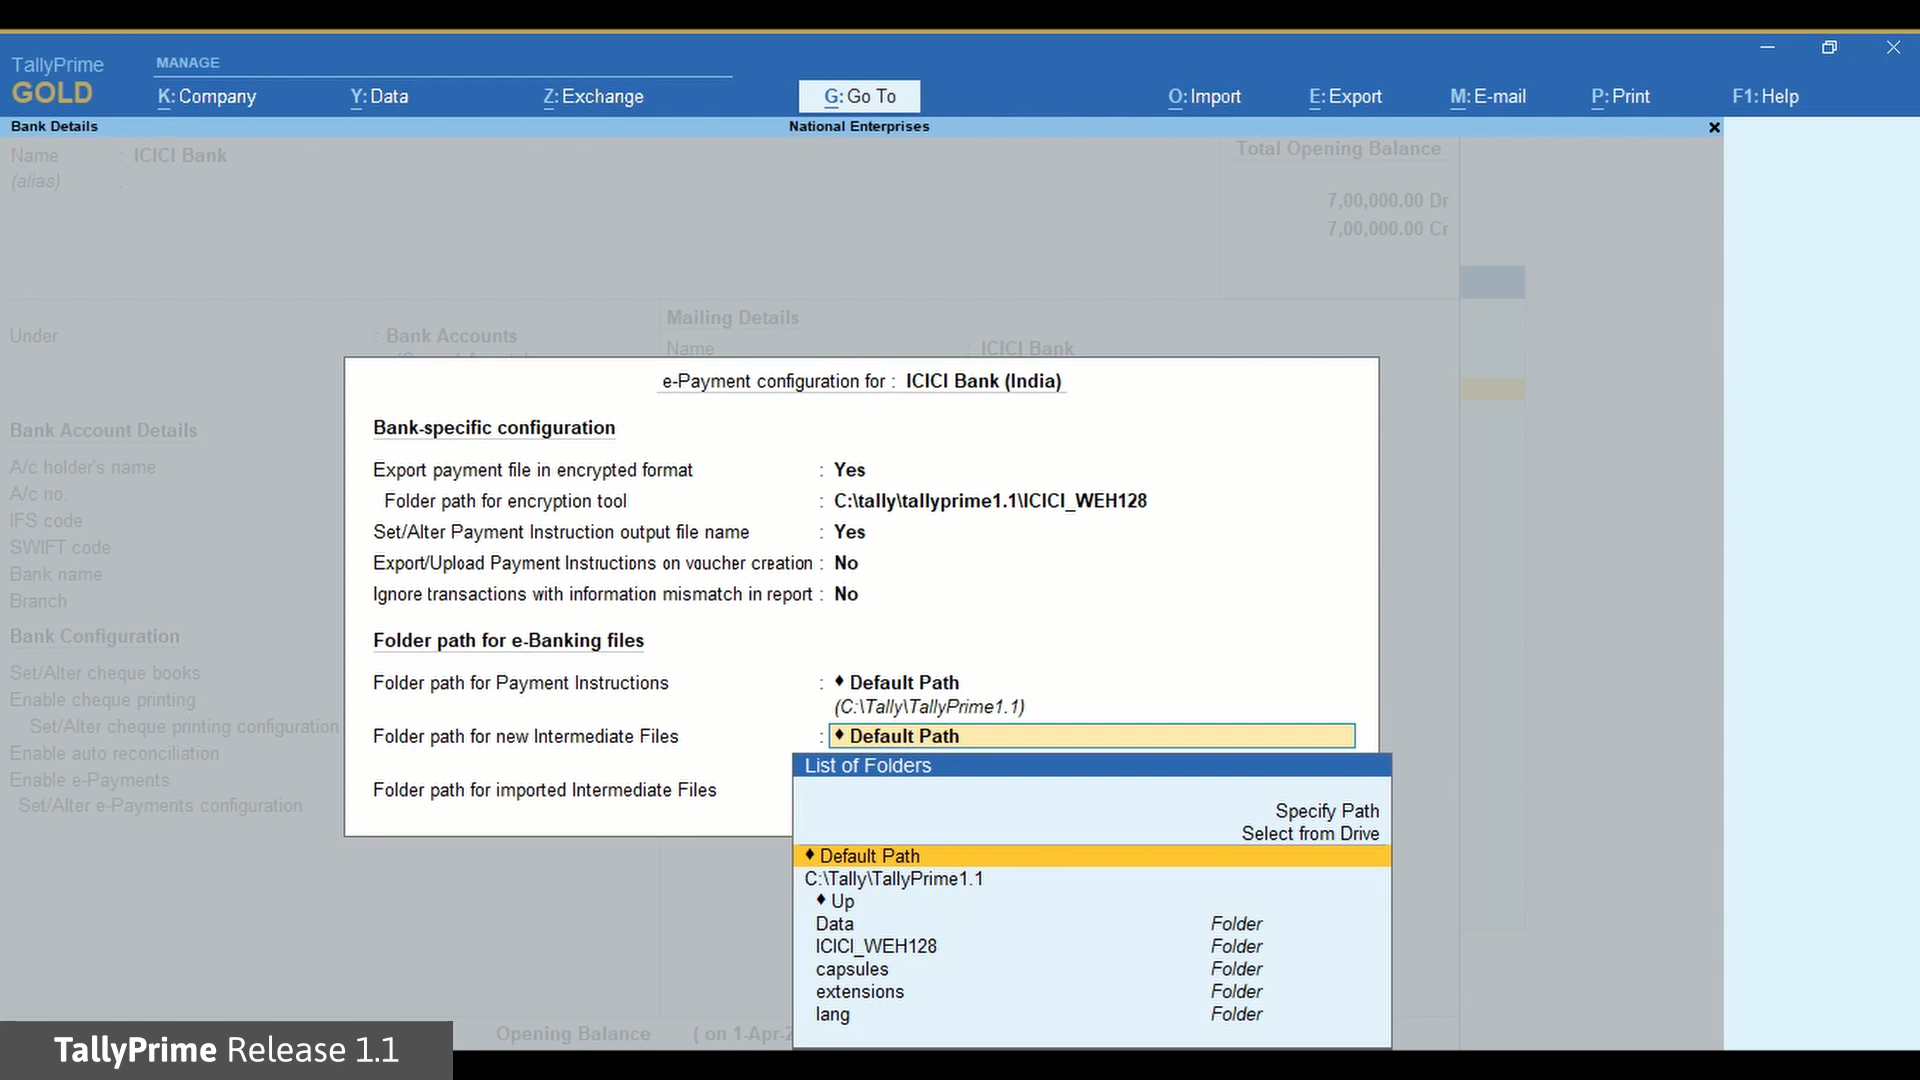 TallyPrime
GOLD
MANAGE
K: Company
Y: Data
Z: Exchange
G: Go To
O: Import
E: Export
M: E-mail
P: Print
F1: Help
Bank Details
National Enterprises
Name : ICICI Bank
(alias) :
Total Opening Balance
7,00,000.00 Dr
7,00,000.00 Cr
Under : Bank Accounts
Mailing Details
Name : ICICI Bank
Bank Account Details
A/c holder's name
A/c no.
IFS code
SWIFT code
Bank name
Branch
Bank Configuration
Set/Alter cheque books
Enable cheque printing
Set/Alter cheque printing configuration
Enable auto reconciliation
Enable e-Payments
Set/Alter e-Payments configuration
e-Payment configuration for : ICICI Bank (India)
Bank-specific configuration
Export payment file in encrypted format : Yes
Folder path for encryption tool : C:\tally\tallyprime1.1\ICICI_WEH128
Set/Alter Payment Instruction output file name : Yes
Export/Upload Payment Instructions on voucher creation : No
Ignore transactions with information mismatch in report : No
Folder path for e-Banking files
Folder path for Payment Instructions : ♦ Default Path
(C:\Tally\TallyPrime1.1)
Folder path for new Intermediate Files : ♦ Default Path
Folder path for imported Intermediate Files
List of Folders
Specify Path
Select from Drive
♦ Default Path
C:\Tally\TallyPrime1.1
♦ Up
Data Folder
ICICI_WEH128 Folder
capsules Folder
extensions Folder
lang Folder
Opening Balance ( on 1-Apr-2
TallyPrime Release 1.1